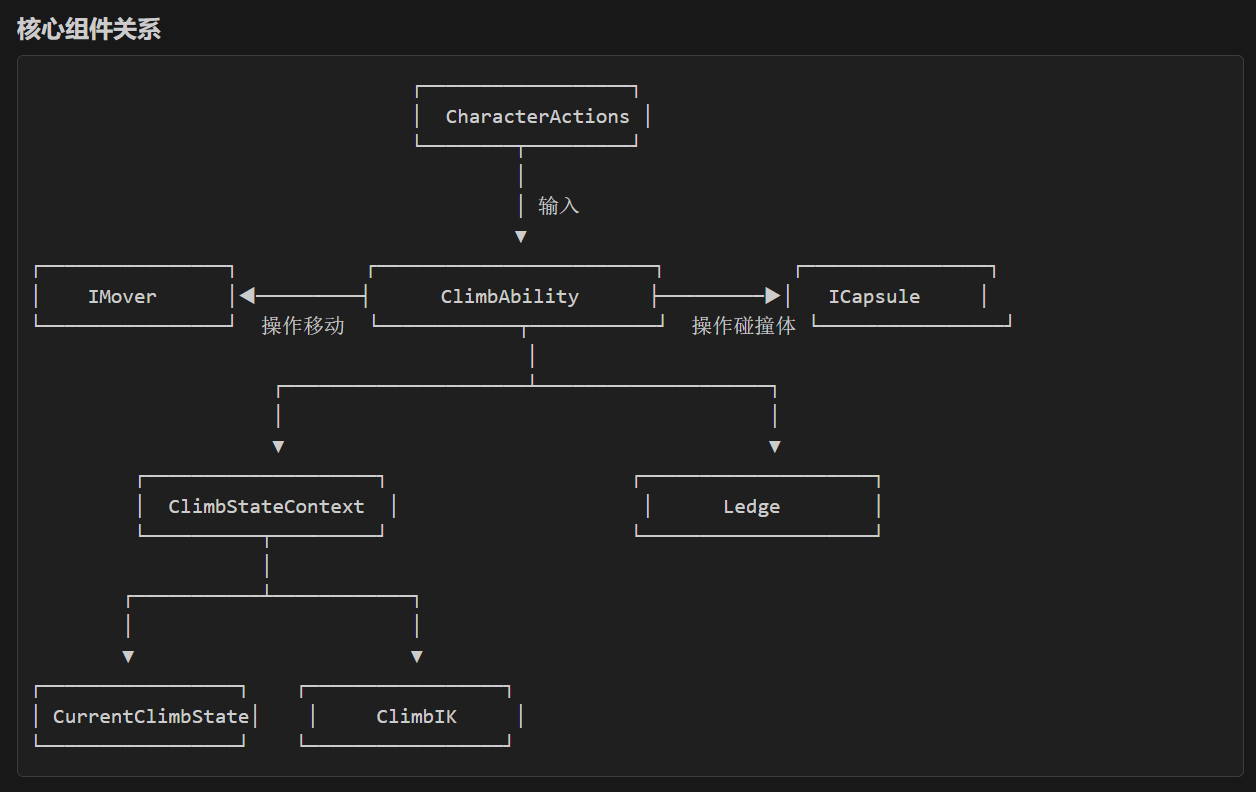 核心组件关系
CharacterActions
输入
IMover ClimbAbility ICapsule
操作移动 操作碰撞体
ClimbStateContext Ledge
CurrentClimbState ClimbIK